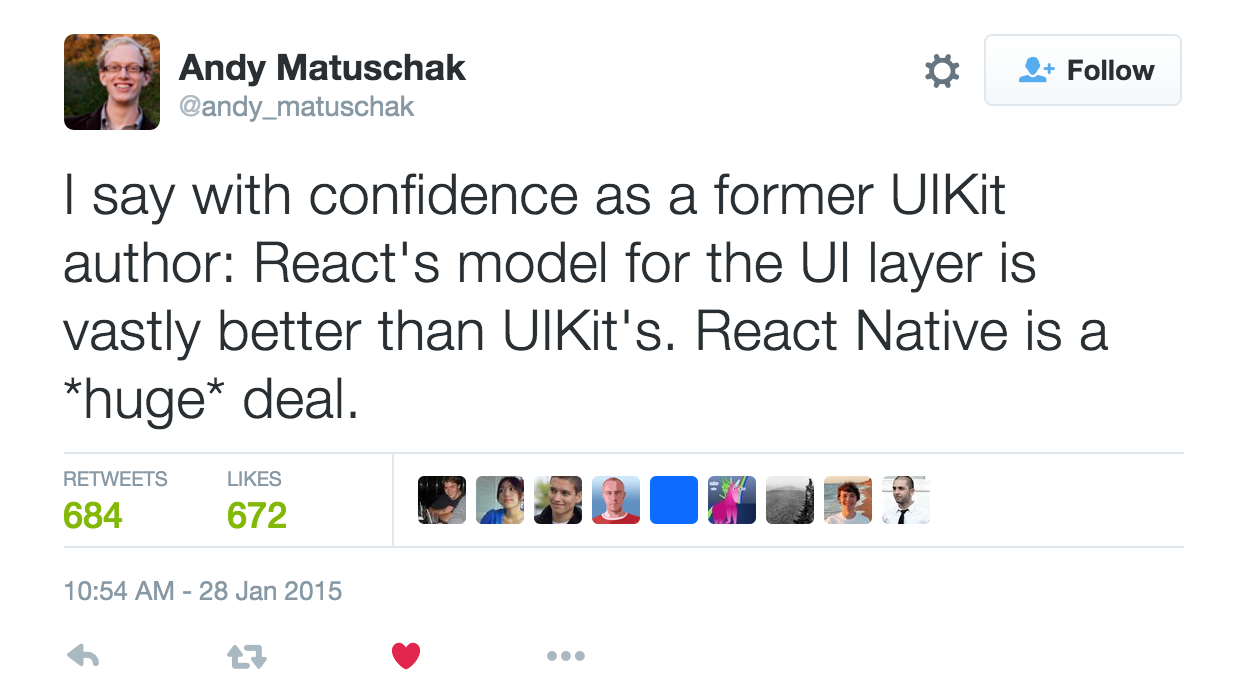 Andy Matuschak
@andy_matuschak
Follow
I say with confidence as a former UIKit
author: React's model for the UI layer is
vastly better than UIKit's. React Native is a
*huge* deal.
RETWEETS
684
LIKES
672
10:54 AM - 28 Jan 2015